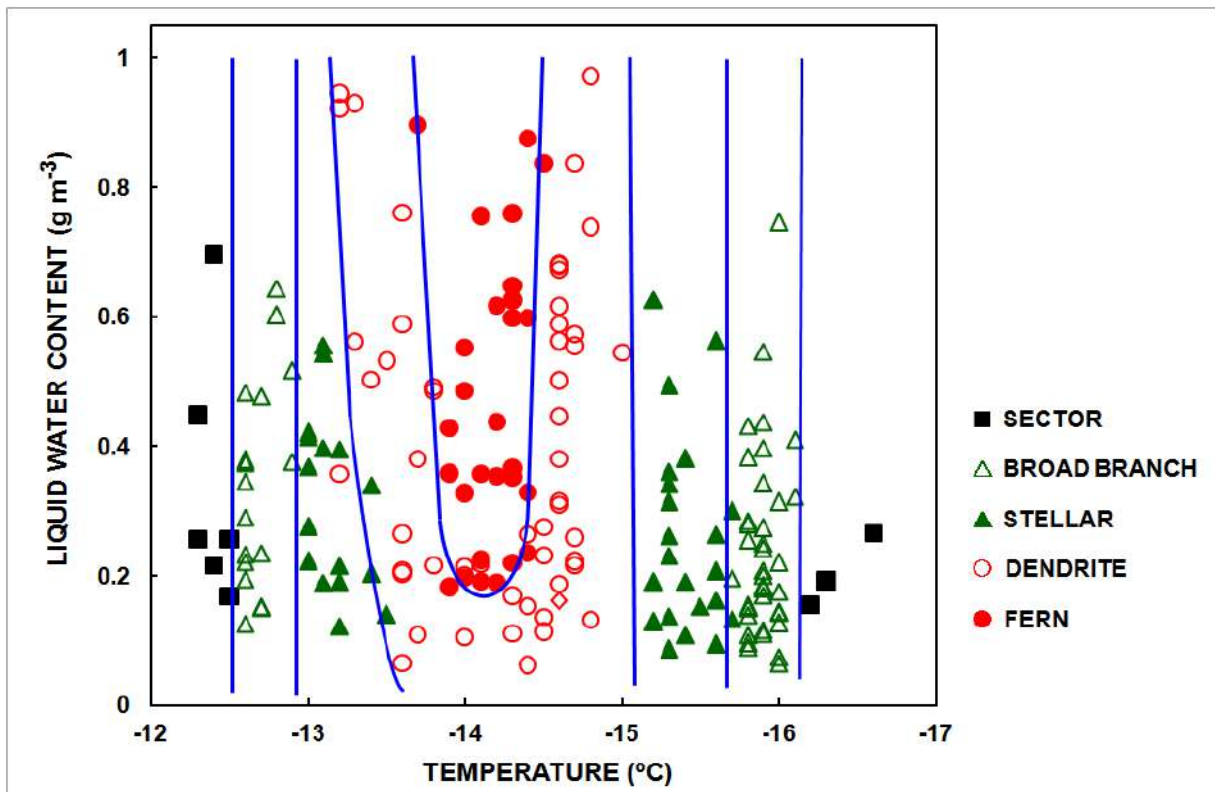 1
0.8
0.6
0.4
0.2
0
-12
-13
-14
-15
-16
-17
LIQUID WATER CONTENT (g m-3)
TEMPERATURE (ºC)
SECTOR
BROAD BRANCH
STELLAR
DENDRITE
FERN